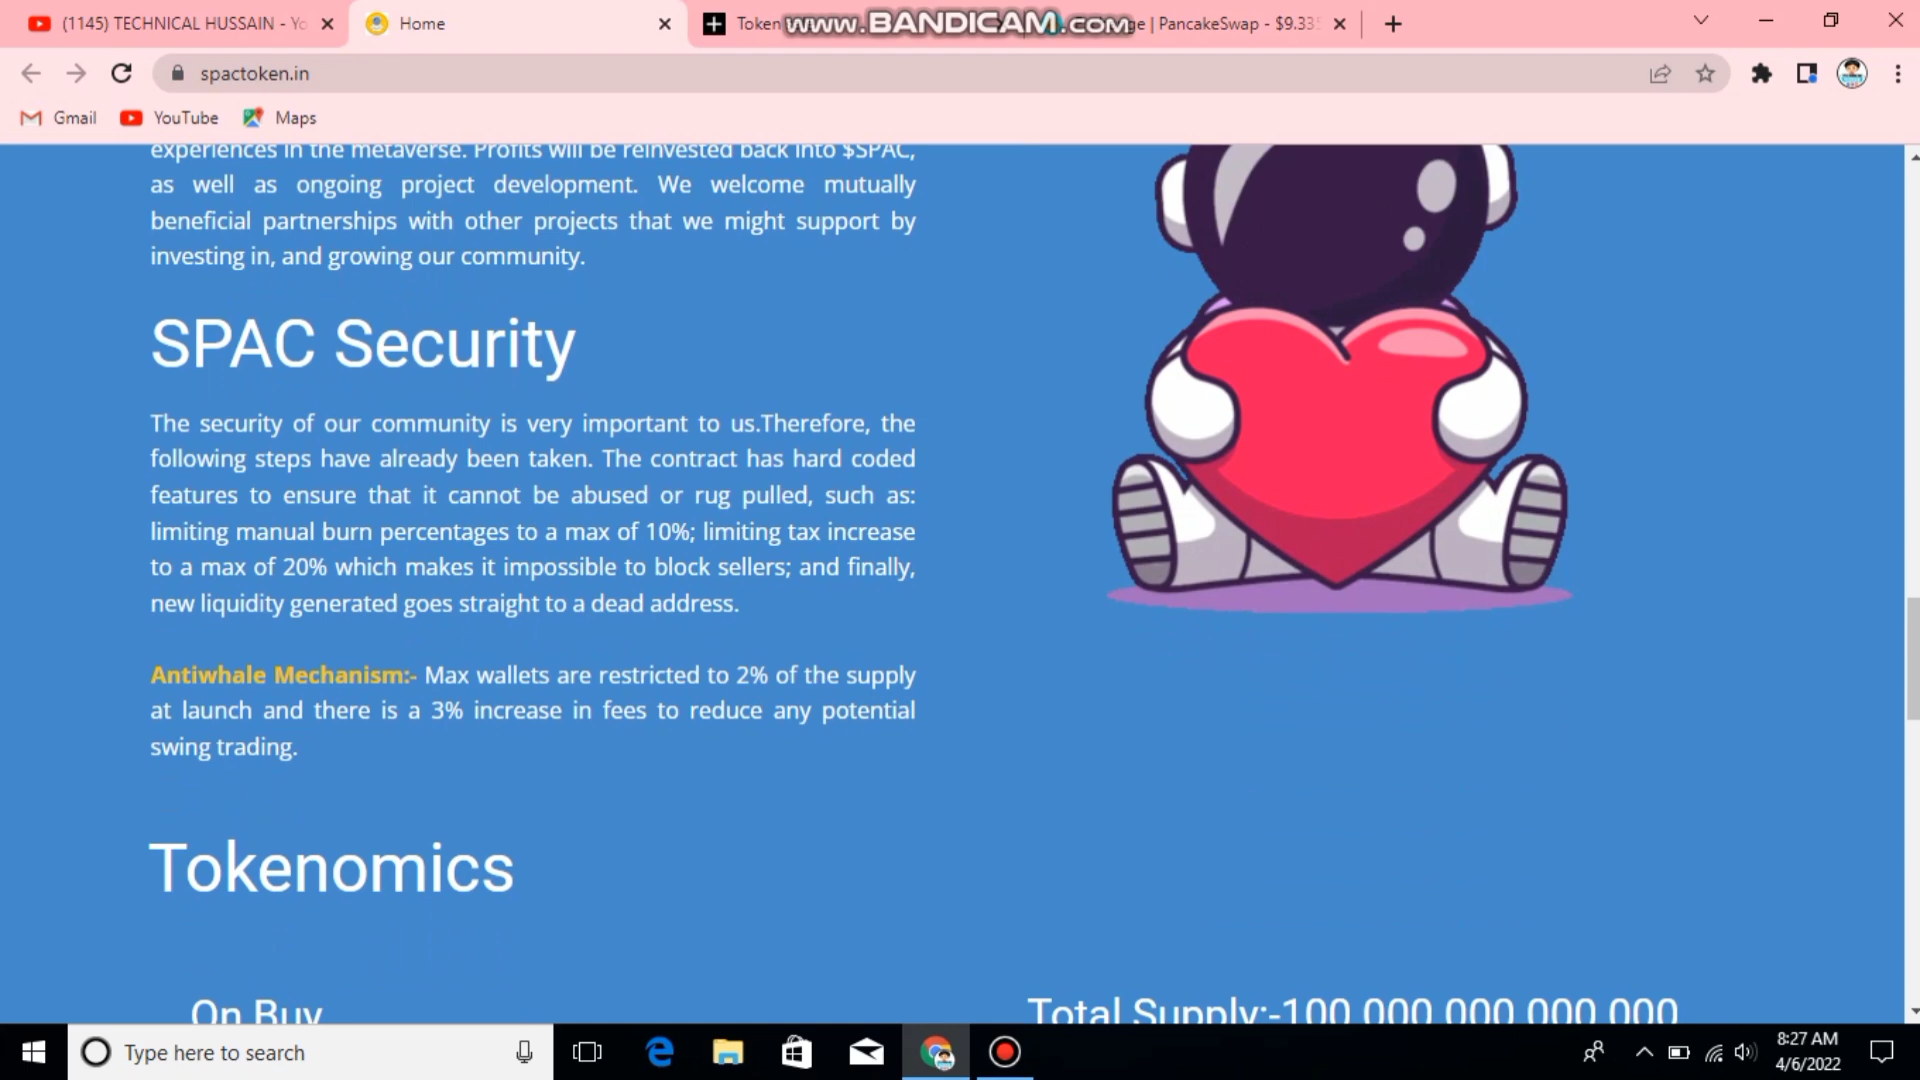 (1145) TECHNICAL HUSSAIN - Yo
Home
Token
www.BANDICAM.com
ge | PancakeSwap - $9.33
spactoken.in
Gmail
YouTube
Maps
experiences in the metaverse. Profits will be reinvested back into $SPAC,
as well as ongoing project development. We welcome mutually
beneficial partnerships with other projects that we might support by
investing in, and growing our community.
SPAC Security
The security of our community is very important to us.Therefore, the
following steps have already been taken. The contract has hard coded
features to ensure that it cannot be abused or rug pulled, such as:
limiting manual burn percentages to a max of 10%; limiting tax increase
to a max of 20% which makes it impossible to block sellers; and finally,
new liquidity generated goes straight to a dead address.
Antiwhale Mechanism:- Max wallets are restricted to 2% of the supply
at launch and there is a 3% increase in fees to reduce any potential
swing trading.
Tokenomics
On Buy
Total Supply:-100 000 000 000 000
Type here to search
8:27 AM
4/6/2022